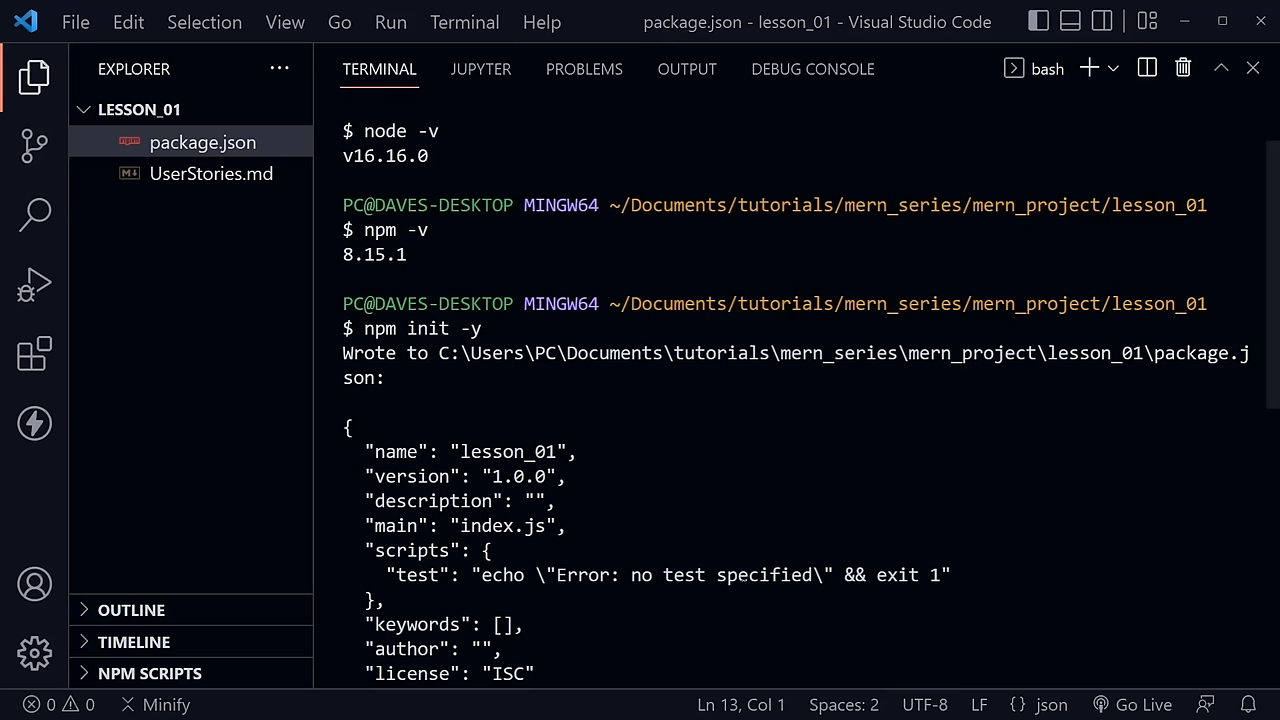 File Edit Selection View Go Run Terminal Help package.json - lesson_01 - Visual Studio Code
EXPLORER
LESSON_01
package.json
UserStories.md
OUTLINE
TIMELINE
NPM SCRIPTS
TERMINAL JUPYTER PROBLEMS OUTPUT DEBUG CONSOLE bash
$ node -v
v16.16.0
PC@DAVES-DESKTOP MINGW64 ~/Documents/tutorials/mern_series/mern_project/lesson_01
$ npm -v
8.15.1
PC@DAVES-DESKTOP MINGW64 ~/Documents/tutorials/mern_series/mern_project/lesson_01
$ npm init -y
Wrote to C:\Users\PC\Documents\tutorials\mern_series\mern_project\lesson_01\package.j
son:
{
"name": "lesson_01",
"version": "1.0.0",
"description": "",
"main": "index.js",
"scripts": {
"test": "echo \"Error: no test specified\" && exit 1"
},
"keywords": [],
"author": "",
"license": "ISC"
0 0 Minify Ln 13, Col 1 Spaces: 2 UTF-8 LF {} json Go Live